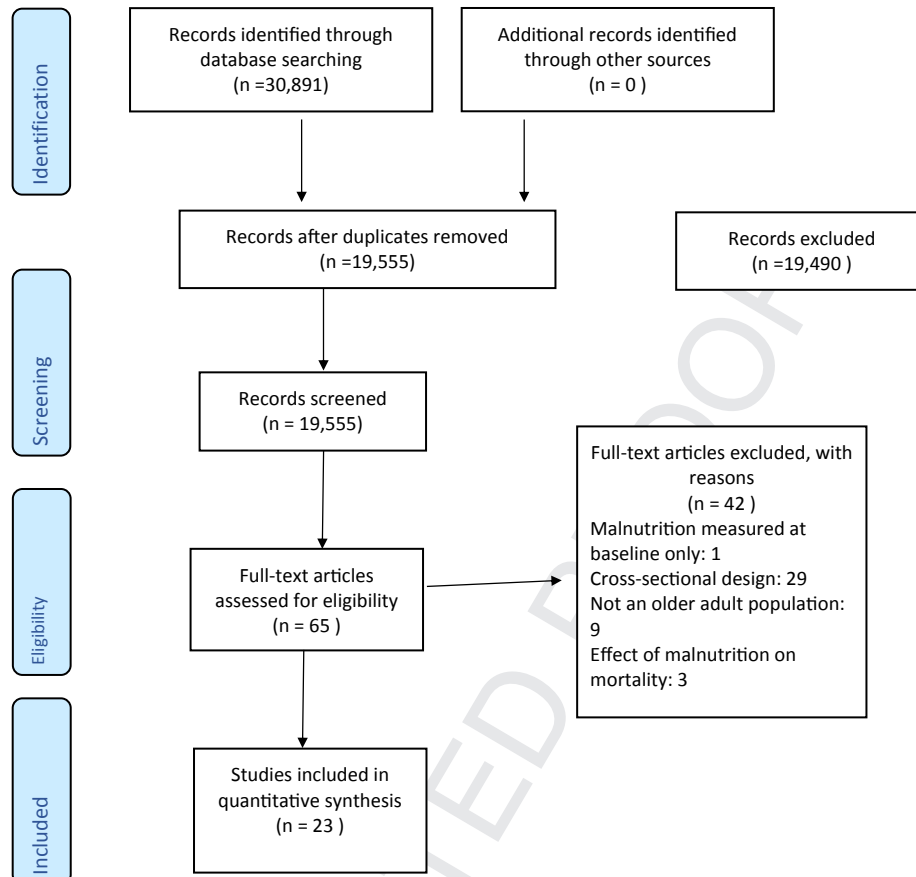 Identification
Records identified through
database searching
(n =30,891)
Additional records identified
through other sources
(n = 0 )
Records after duplicates removed
(n =19,555)
Records excluded
(n =19,490 )
Screening
Records screened
(n = 19,555)
Full-text articles excluded, with
reasons
(n = 42 )
Malnutrition measured at
baseline only: 1
Cross-sectional design: 29
Not an older adult population:
9
Effect of malnutrition on
mortality: 3
Eligibility
Full-text articles
assessed for eligibility
(n = 65 )
Included
Studies included in
quantitative synthesis
(n = 23 )